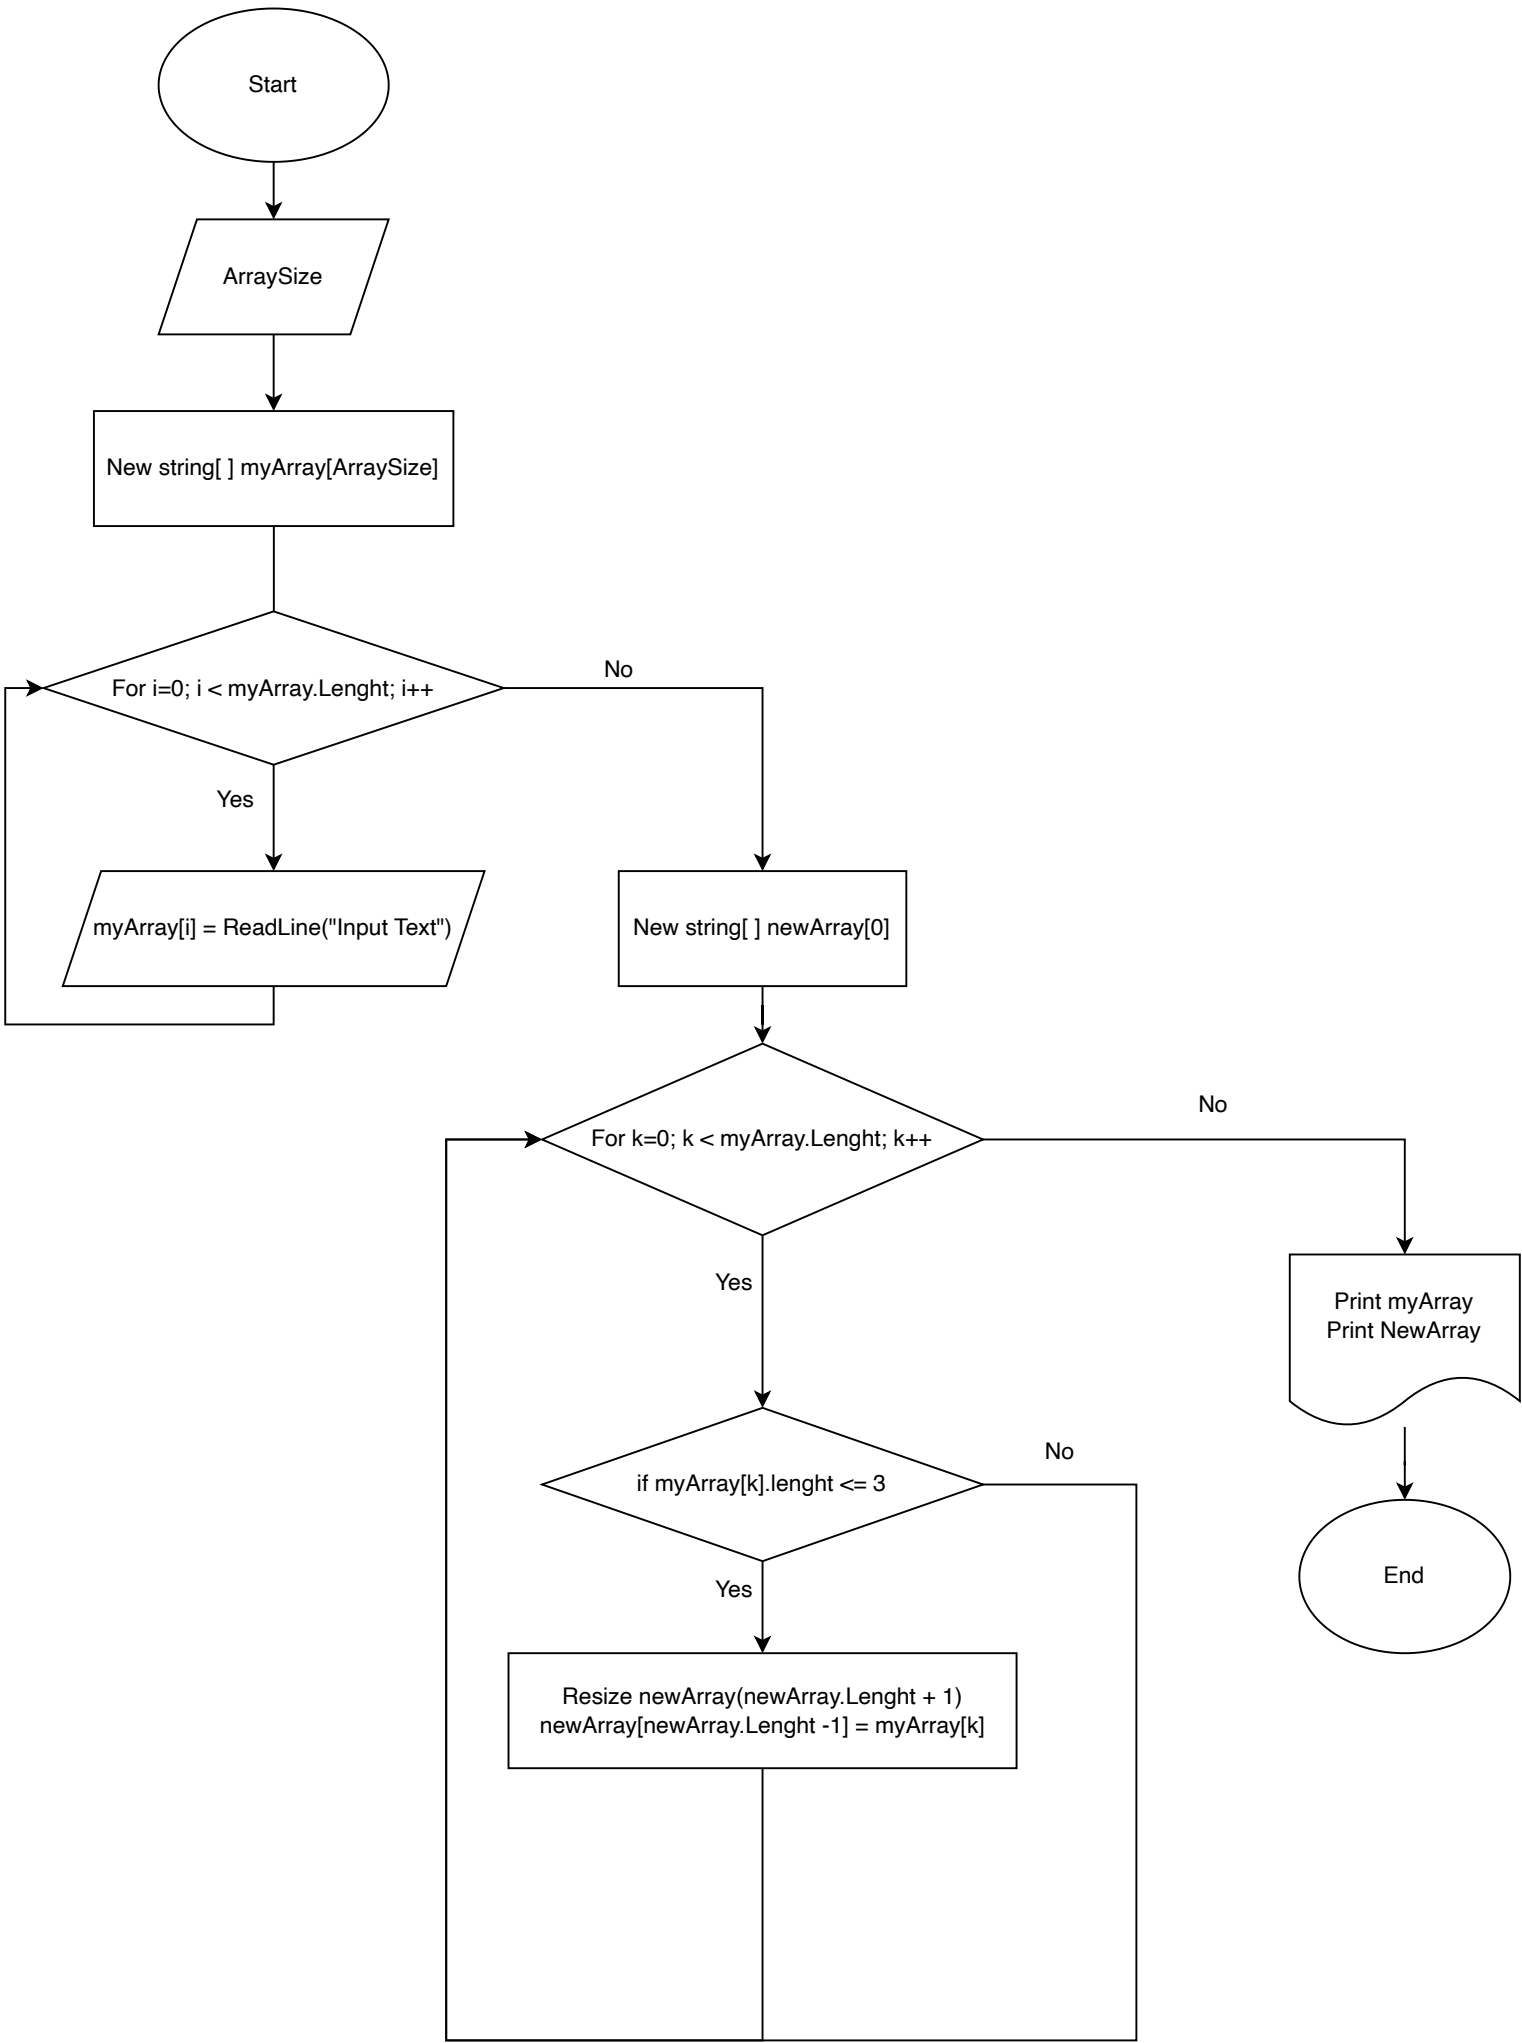 Start
ArraySize
New string[ ] myArray[ArraySize]
For i=0; i < myArray.Lenght; i++
No
Yes
myArray[i] = ReadLine("Input Text")
New string[ ] newArray[0]
For k=0; k < myArray.Lenght; k++
No
Yes
Print myArray
Print NewArray
if myArray[k].lenght <= 3
No
End
Yes
Resize newArray(newArray.Lenght + 1)
newArray[newArray.Lenght -1] = myArray[k]